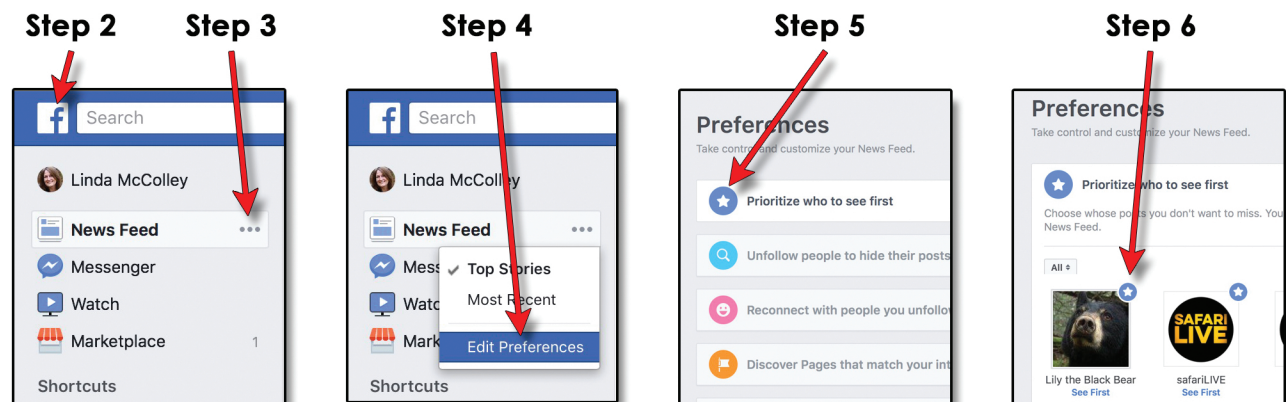 Step 2 Step 3 Step 4 Step 5 Step 6
f Search
Linda McColley
News Feed
Messenger
Watch
Marketplace 1
Shortcuts
f Search
Linda McColley
News Feed
Mess
Top Stories
Watc
Most Recent
Mark
Edit Preferences
Shortcuts
Preferences
Take control and customize your News Feed.
Prioritize who to see first
Unfollow people to hide their posts
Reconnect with people you unfollo
Discover Pages that match your int
Preferences
Take control and customize your News Feed.
Prioritize who to see first
Choose whose posts you don't want to miss. You
News Feed.
All
SAFARI
LIVE
Lily the Black Bear safariLIVE
See First See First